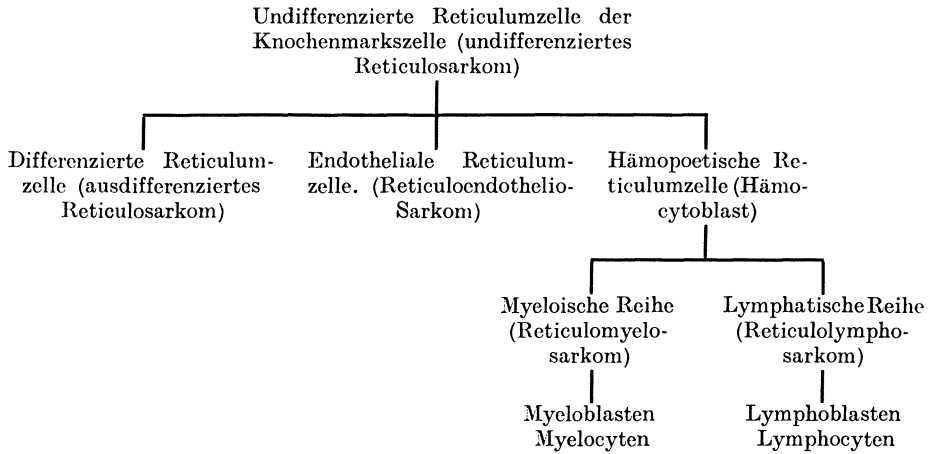 Undifferenzierte Reticulumzelle der
Knochenmarkszelle (undifferenziertes
Reticulosarkom)
Differenzierte Reticulum-
zelle (ausdifferenziertes
Reticulosarkom)
Endotheliale Reticulum-
zelle. (Reticuloendothelio-
Sarkom)
Hämopoetische Re-
ticulumzelle (Hämo-
cytoblast)
Myeloische Reihe
(Reticulomyelo-
sarkom)
Lymphatische Reihe
(Reticulolympho-
sarkom)
Myeloblasten
Myelocyten
Lymphoblasten
Lymphocyten